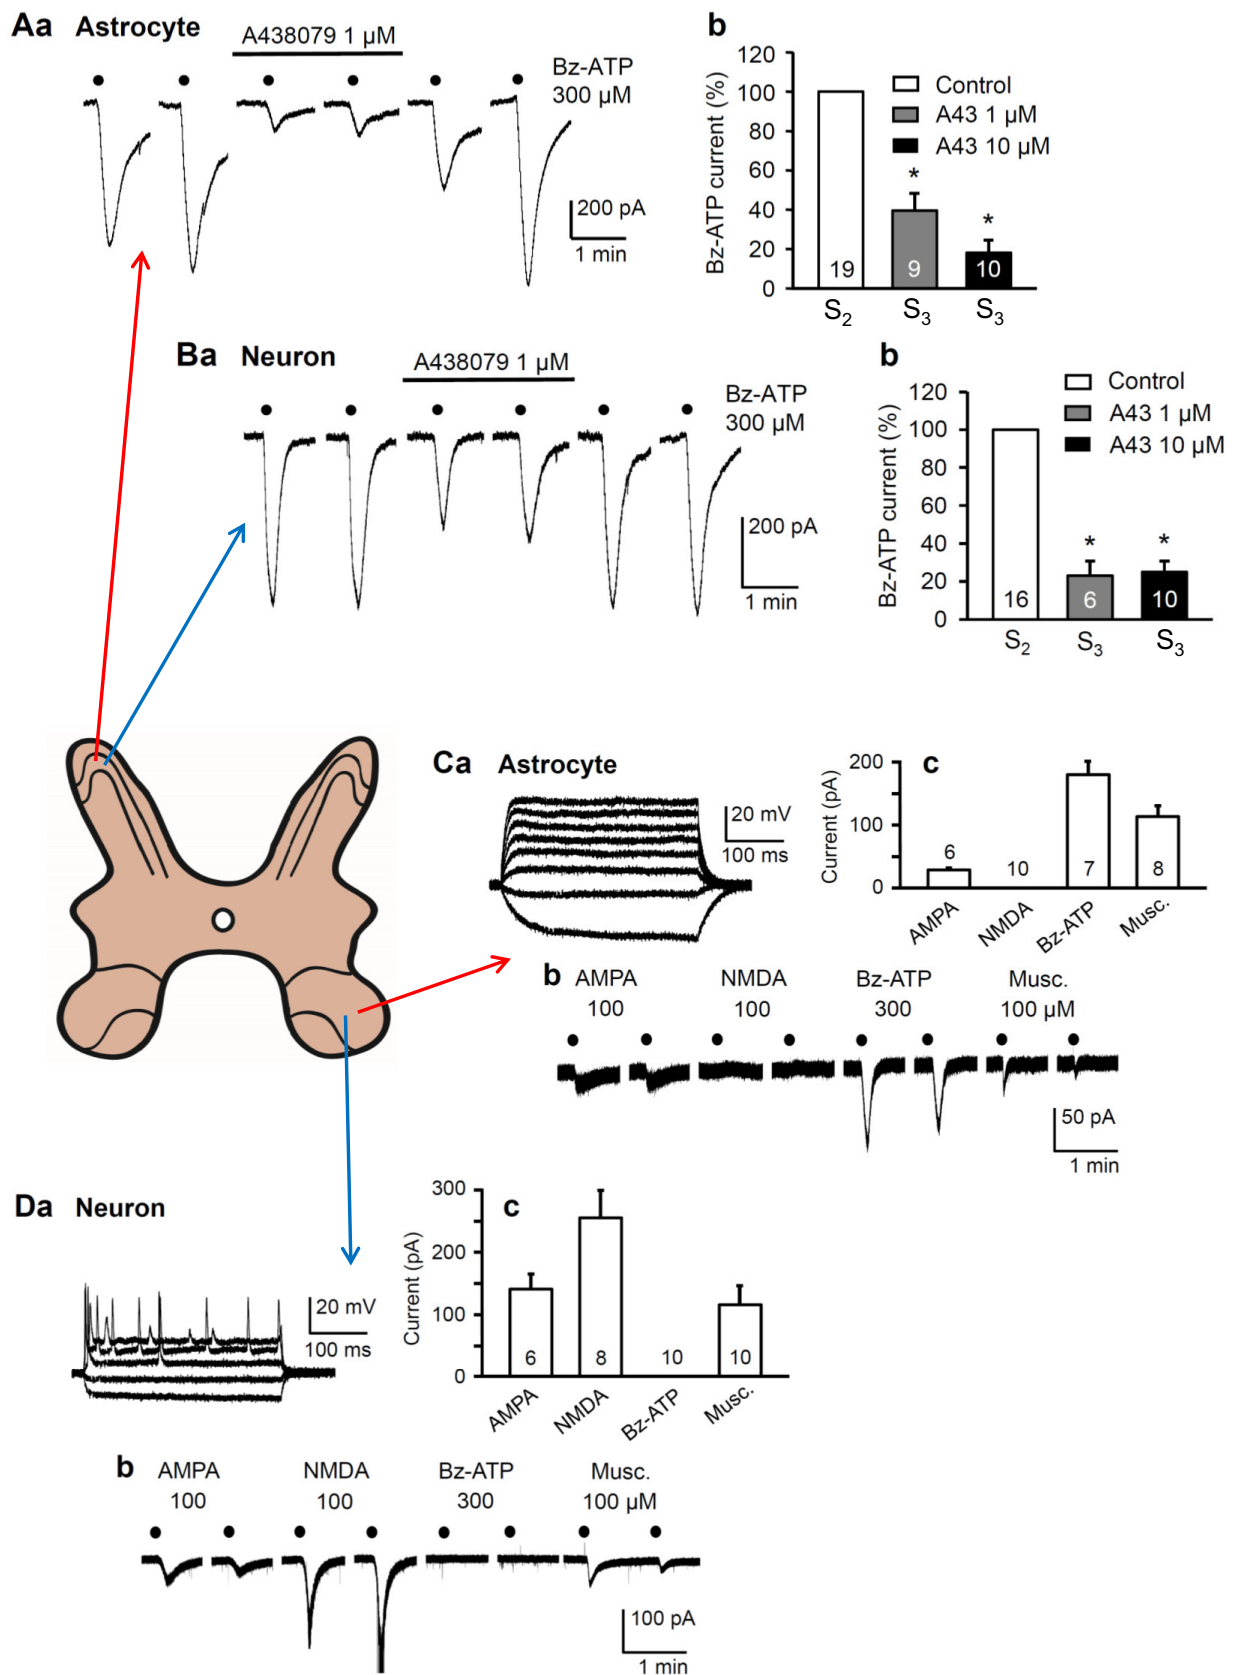 Aa Astrocyte
A438079 1 µM
Bz-ATP
300 µM
200 pA
1 min
b
Bz-ATP current (%)
120
100
80
60
40
20
0
Control
A43 1 µM
A43 10 µM
*
*
19
9
10
S2
S3
S3
Ba Neuron
A438079 1 µM
Bz-ATP
300 µM
200 pA
1 min
b
Bz-ATP current (%)
120
100
80
60
40
20
0
Control
A43 1 µM
A43 10 µM
*
*
16
6
10
S2
S3
S3
Ca Astrocyte
20 mV
100 ms
c
Current (pA)
200
100
0
6
10
7
8
AMPA
NMDA
Bz-ATP
Musc.
b
AMPA NMDA Bz-ATP Musc.
100 100 300 100 µM
50 pA
1 min
Da Neuron
20 mV
100 ms
c
Current (pA)
300
200
100
0
6
8
10
10
AMPA
NMDA
Bz-ATP
Musc.
b
AMPA NMDA Bz-ATP Musc.
100 100 300 100 µM
100 pA
1 min